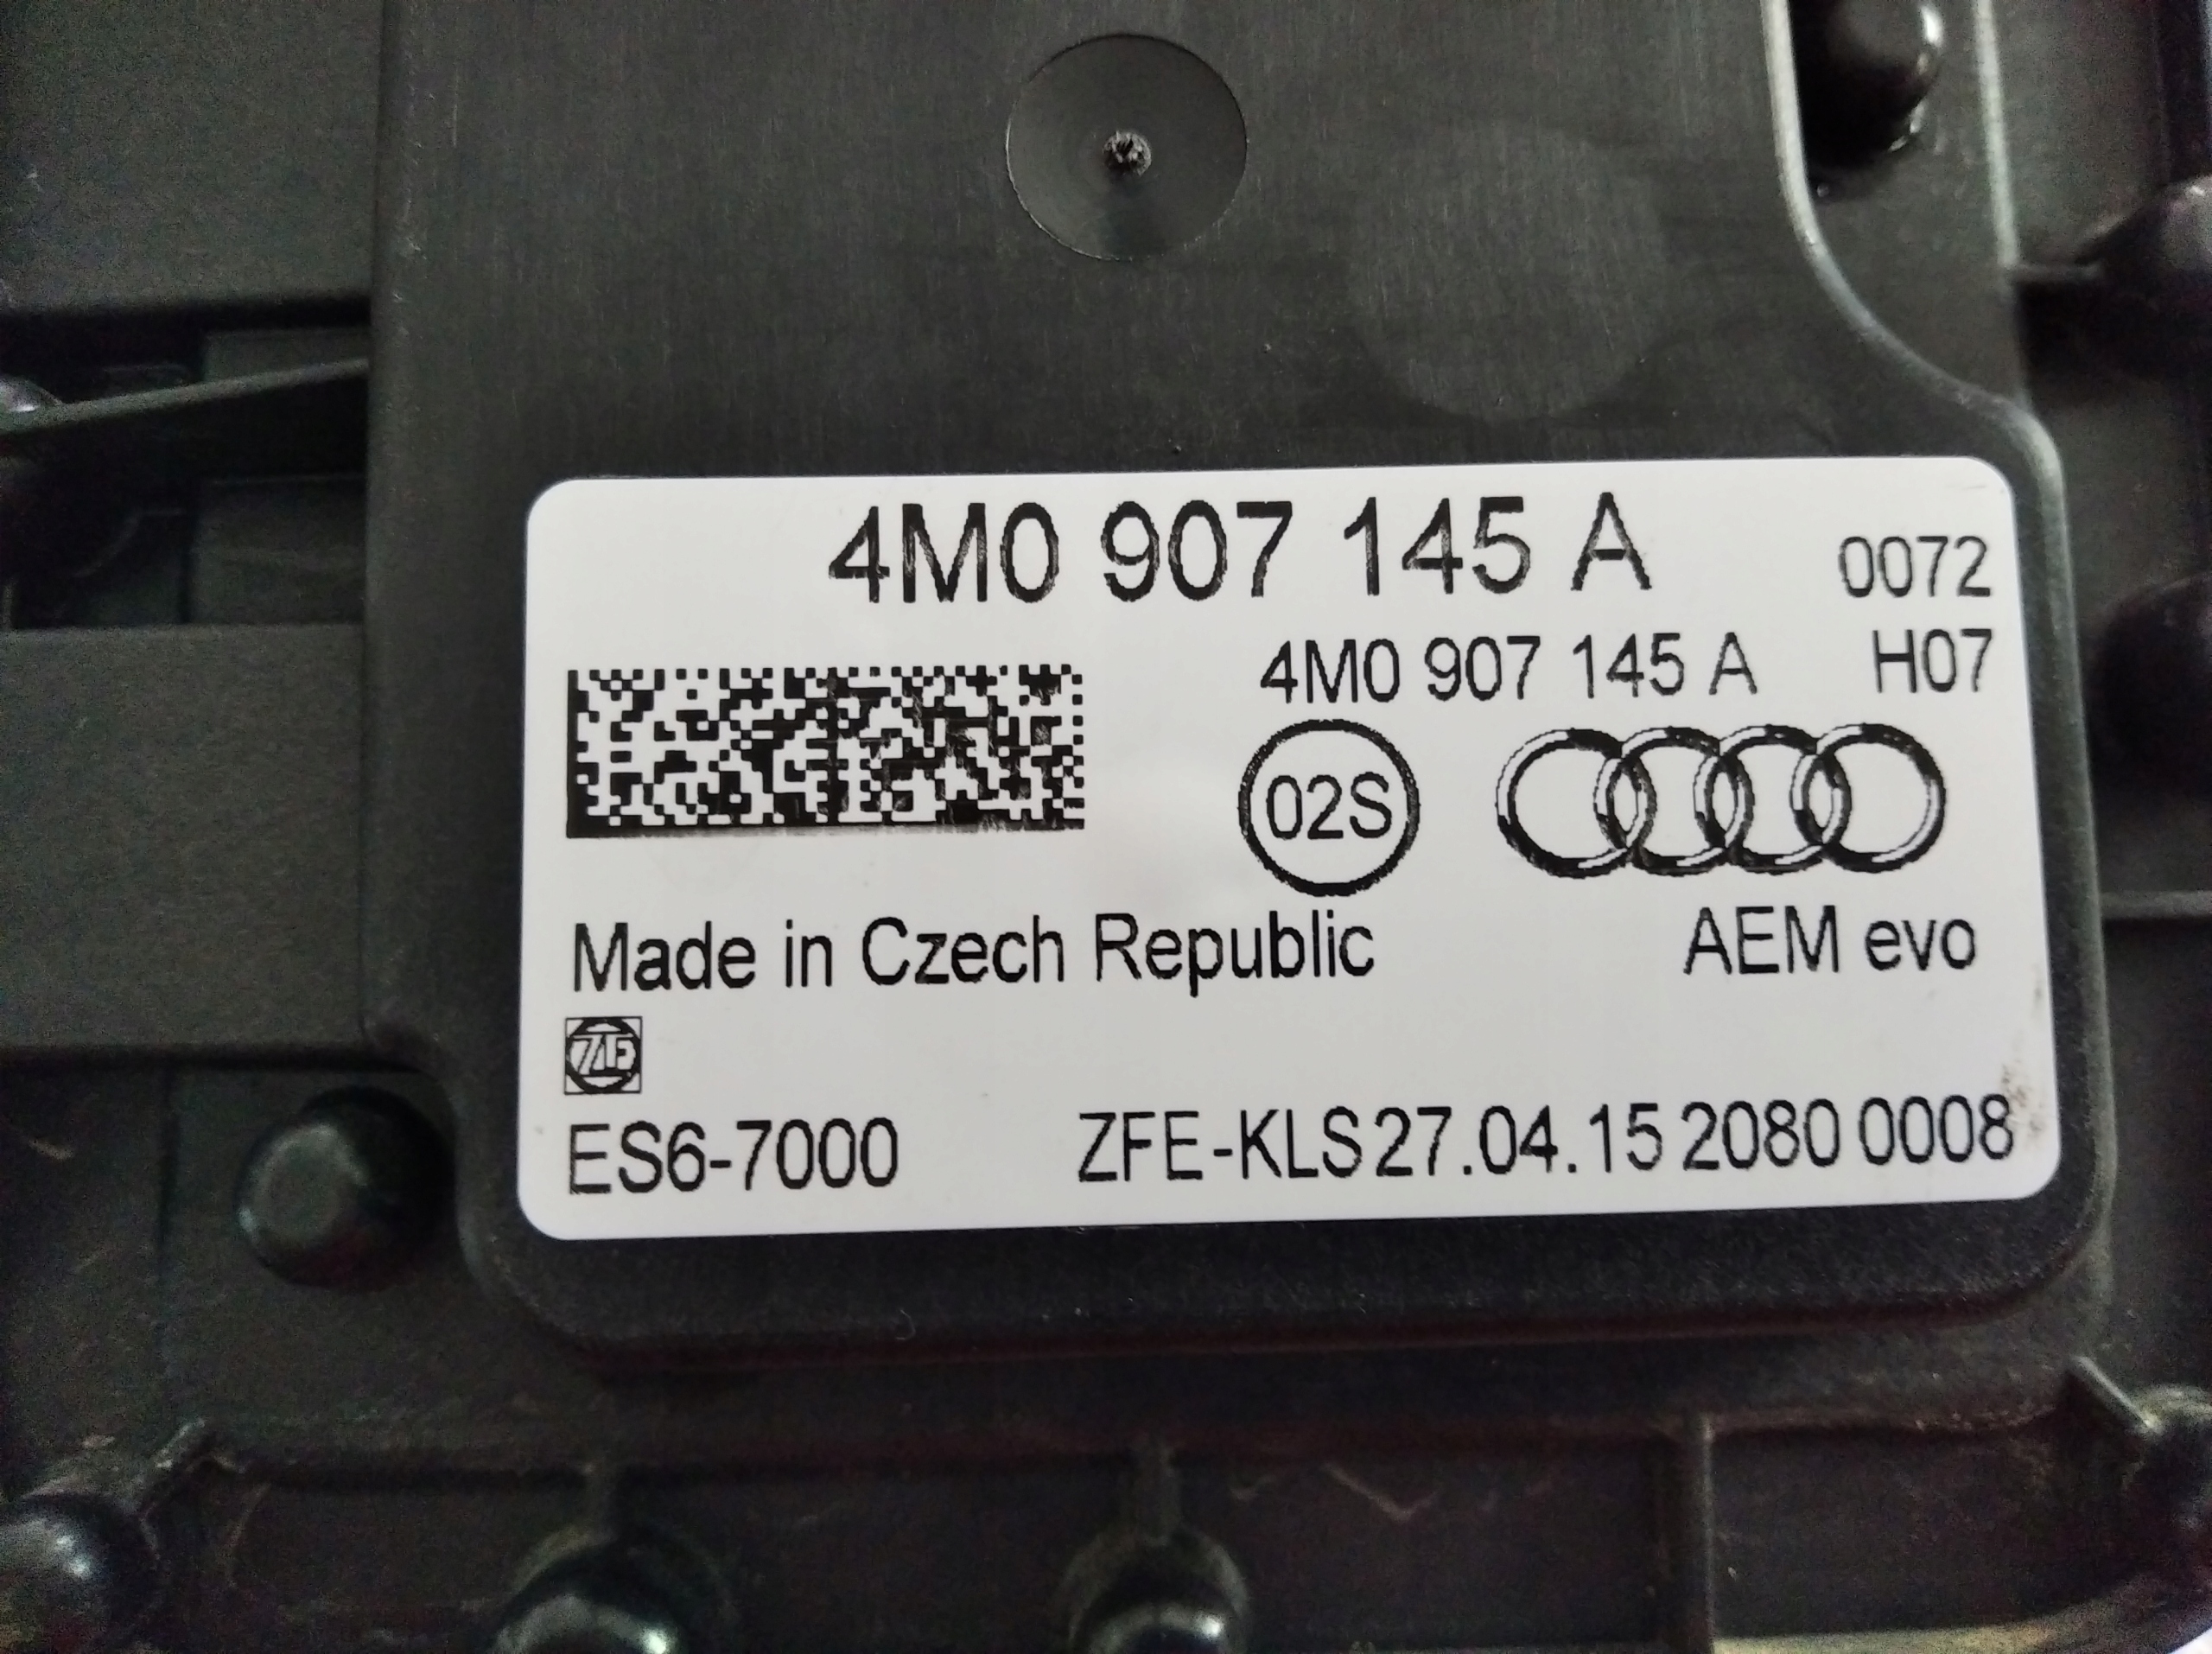 4M0 907 145 A 0072
4M0 907 145 A H07
02S
Made in Czech Republic AEM evo
ZF
ES6-7000 ZFE-KLS 27.04.15 2080 0008